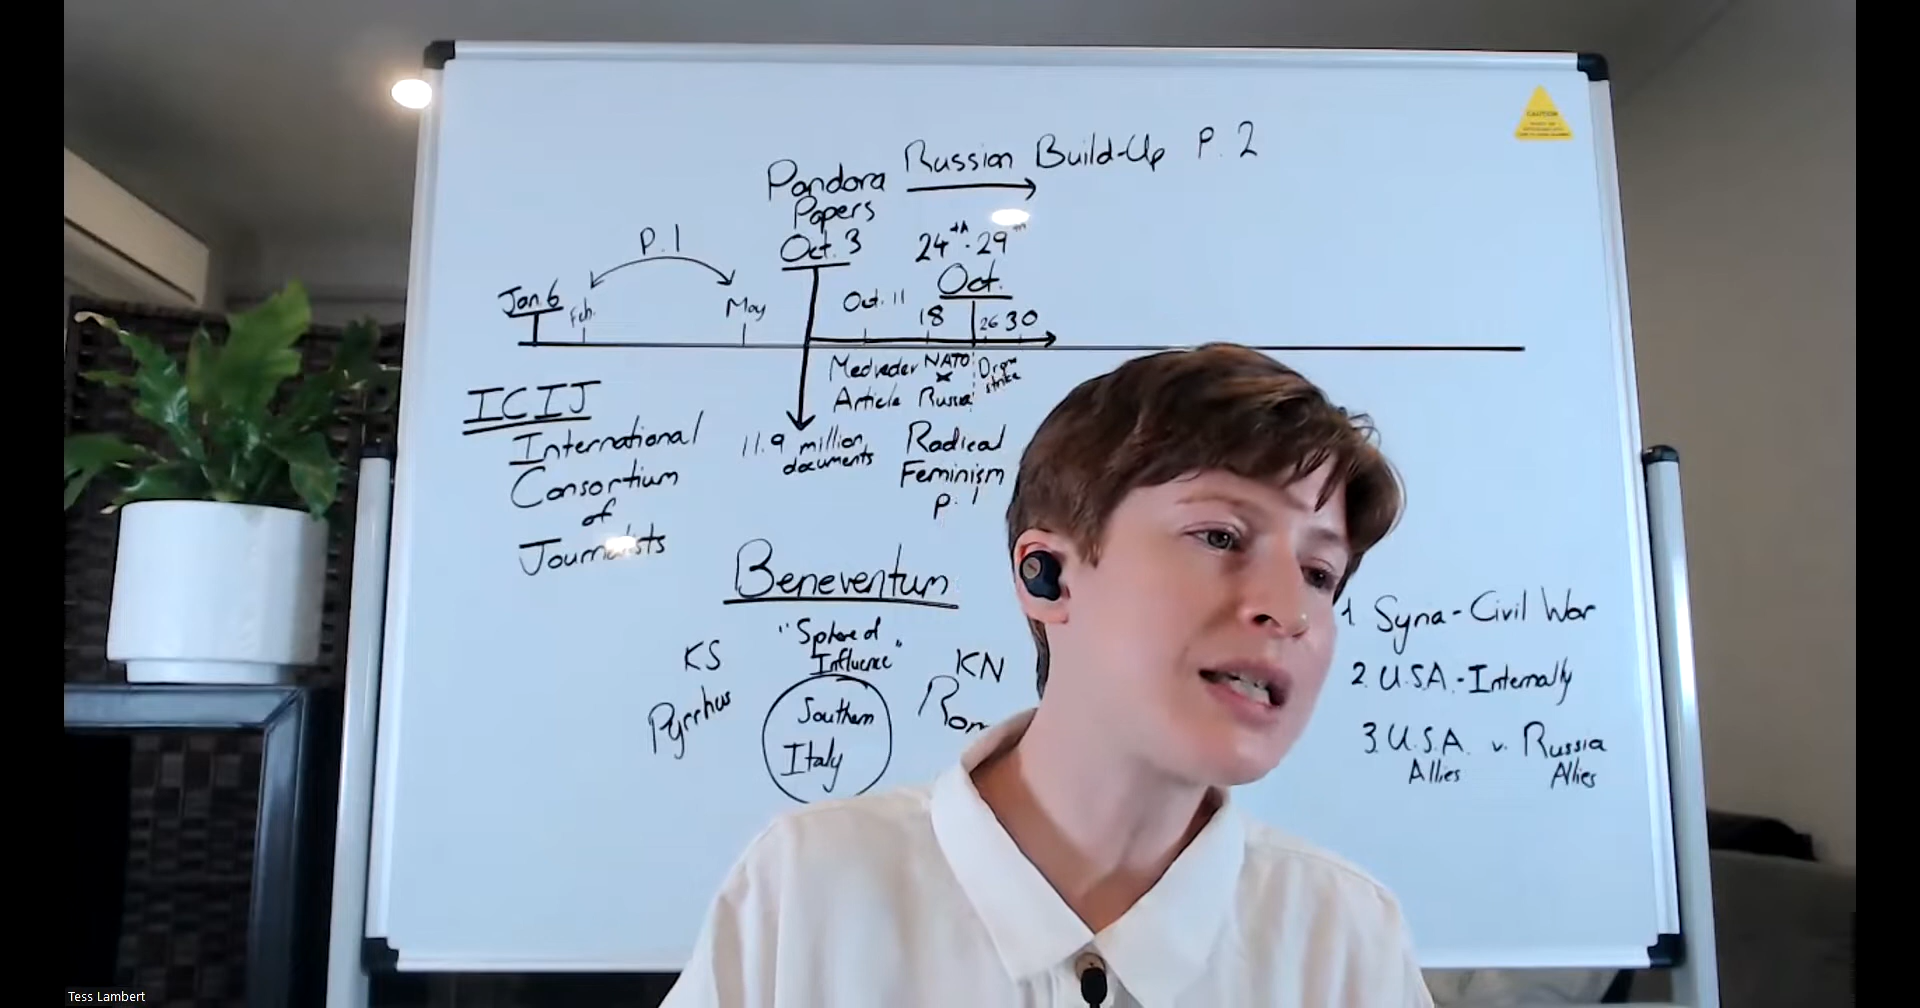 Russian Build-Up P. 2
Pandora
Papers
Oct. 3
24th - 29th
Oct.
P. 1
Jan. 6
Feb.
May
Oct. 11
18
26
30
Medvedev
Article
NATO
x
Russia
Drone
strike
ICIJ
International
Consortium
of
Journalists
11.9 million
documents
Radical
Feminism
P. 1
Beneventum
"Sphere of
Influence"
KS
Pyrrhus
Southern
Italy
KN
1. Syria - Civil War
2. U.S.A. - Internally
3. U.S.A. v. Russia
Allies
Allies
CAUTION
Tess Lambert